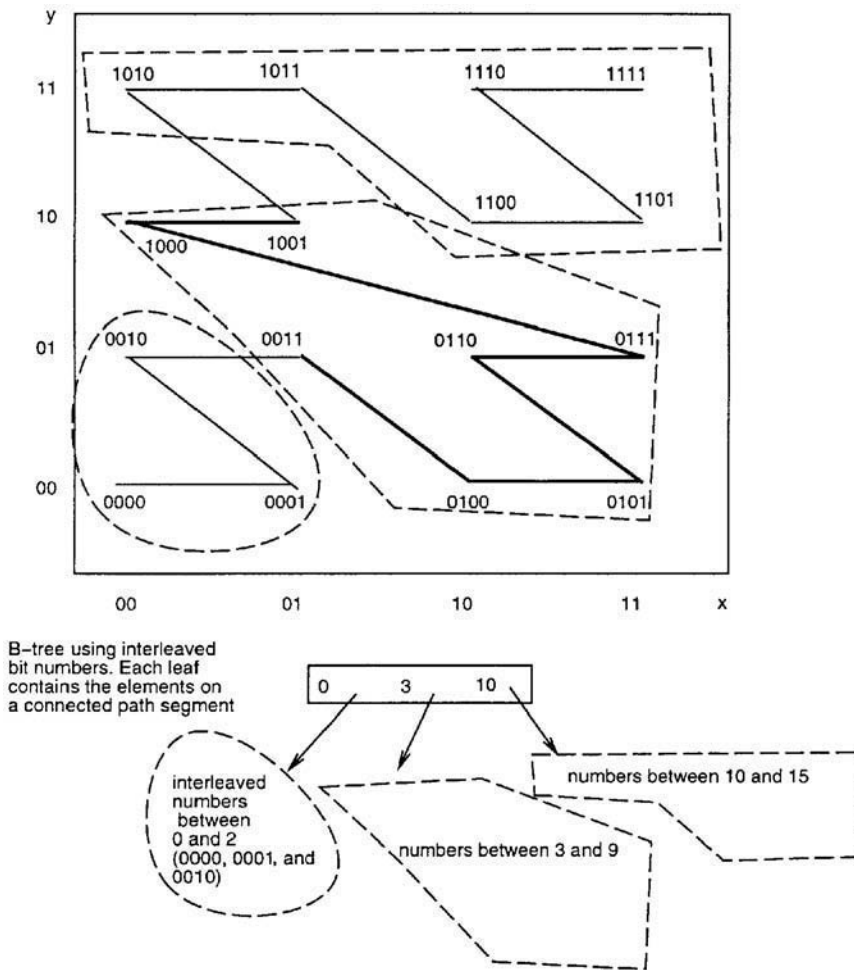 y
11
1010 1011 1110 1111
10
1000 1001 1100 1101
01
0010 0011 0110 0111
00
0000 0001 0100 0101
00 01 10 11 x
B-tree using interleaved
bit numbers. Each leaf
contains the elements on
a connected path segment
0 3 10
interleaved
numbers
between
0 and 2
(0000, 0001, and
0010)
numbers between 3 and 9
numbers between 10 and 15